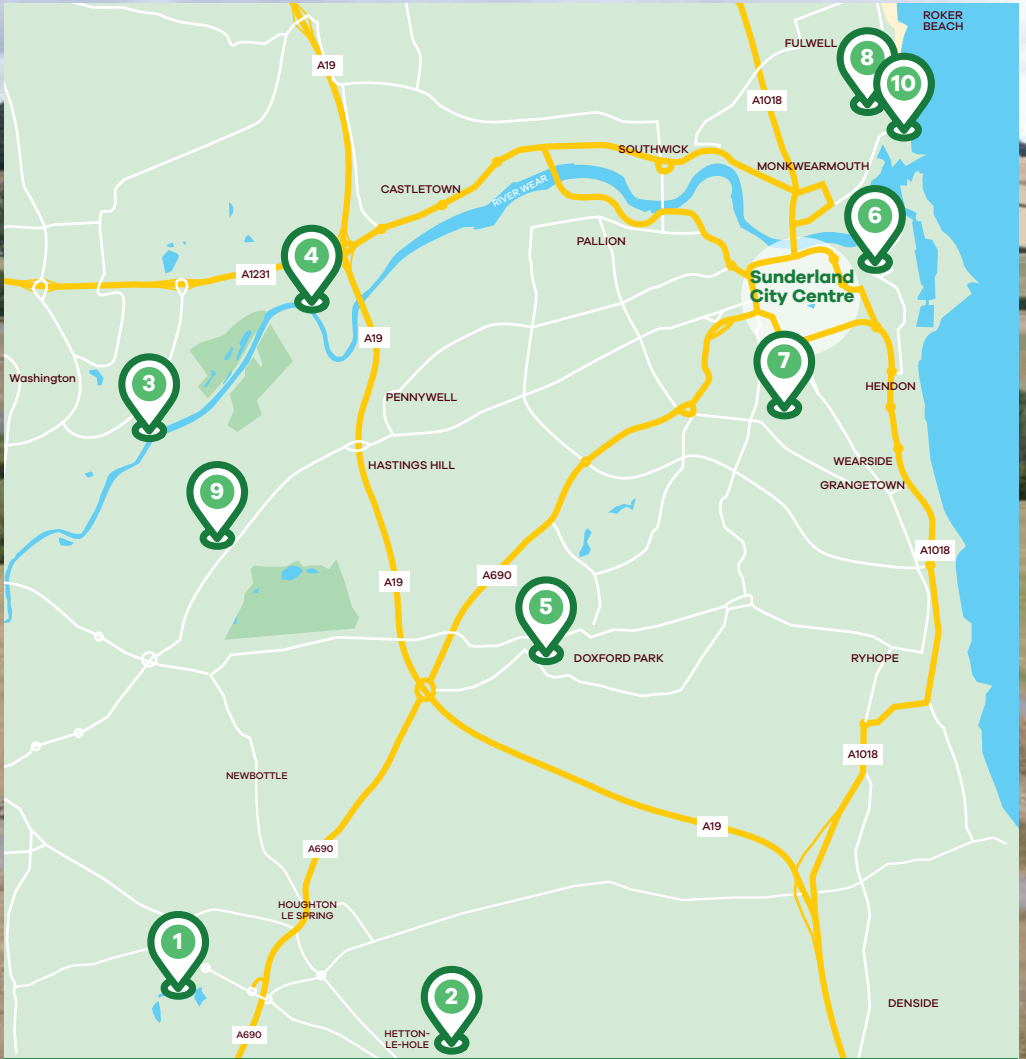 ROKER
BEACH
FULWELL
8
A19
10
A1018
SOUTHWICK
MONKWEARMOUTH
CASTLETOWN
RIVER WEAR
6
PALLION
4
A1231
Sunderland
City Centre
A19
7
Washington
3
HENDON
PENNYWELL
WEARSIDE
HASTINGS HILL
GRANGETOWN
9
A1018
A690
A19
5
DOXFORD PARK
RYHOPE
A1018
NEWBOTTLE
A19
A690
HOUGHTON
LE SPRING
1
2
DENSIDE
A690
HETTON-
LE-HOLE